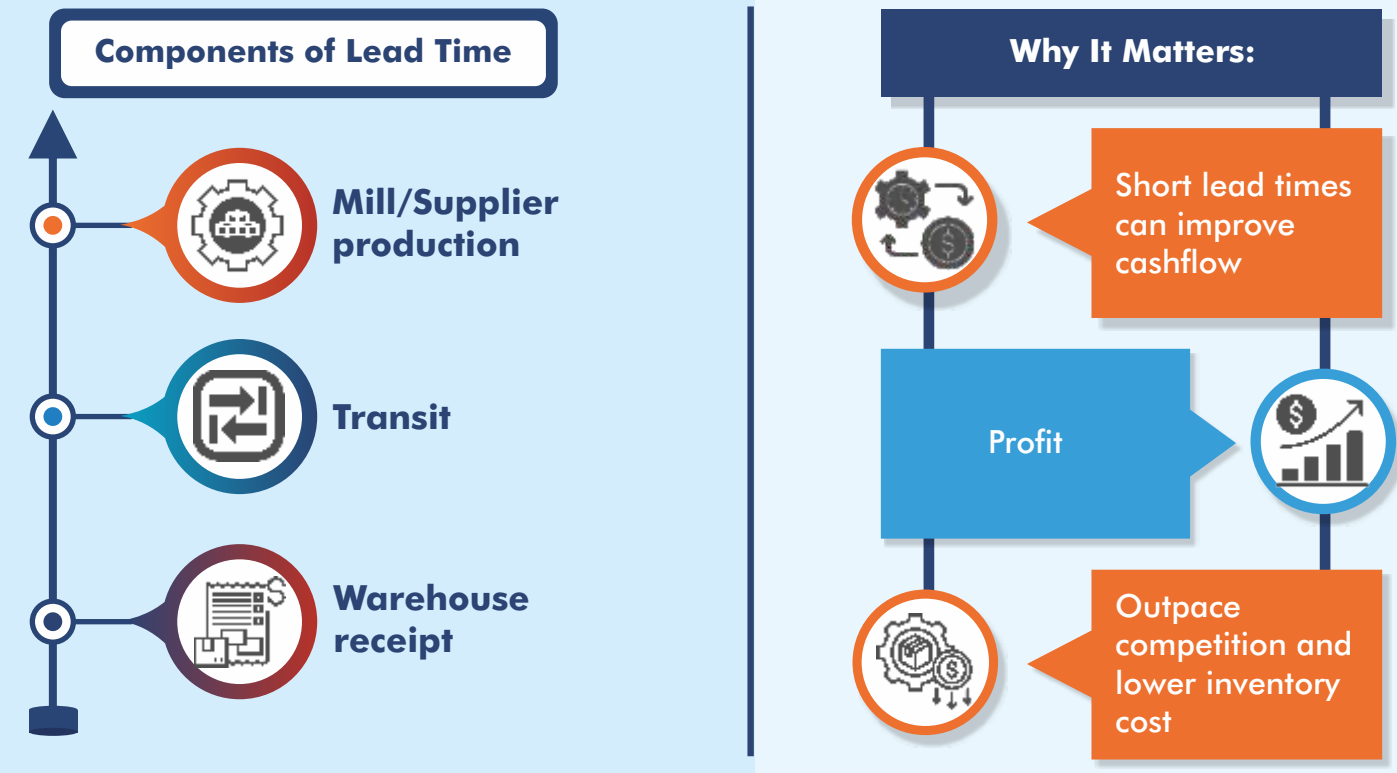 Components of Lead Time
Mill/Supplier
production
Transit
Warehouse
receipt
Why It Matters:
Short lead times
can improve
cashflow
Profit
Outpace
competition and
lower inventory
cost